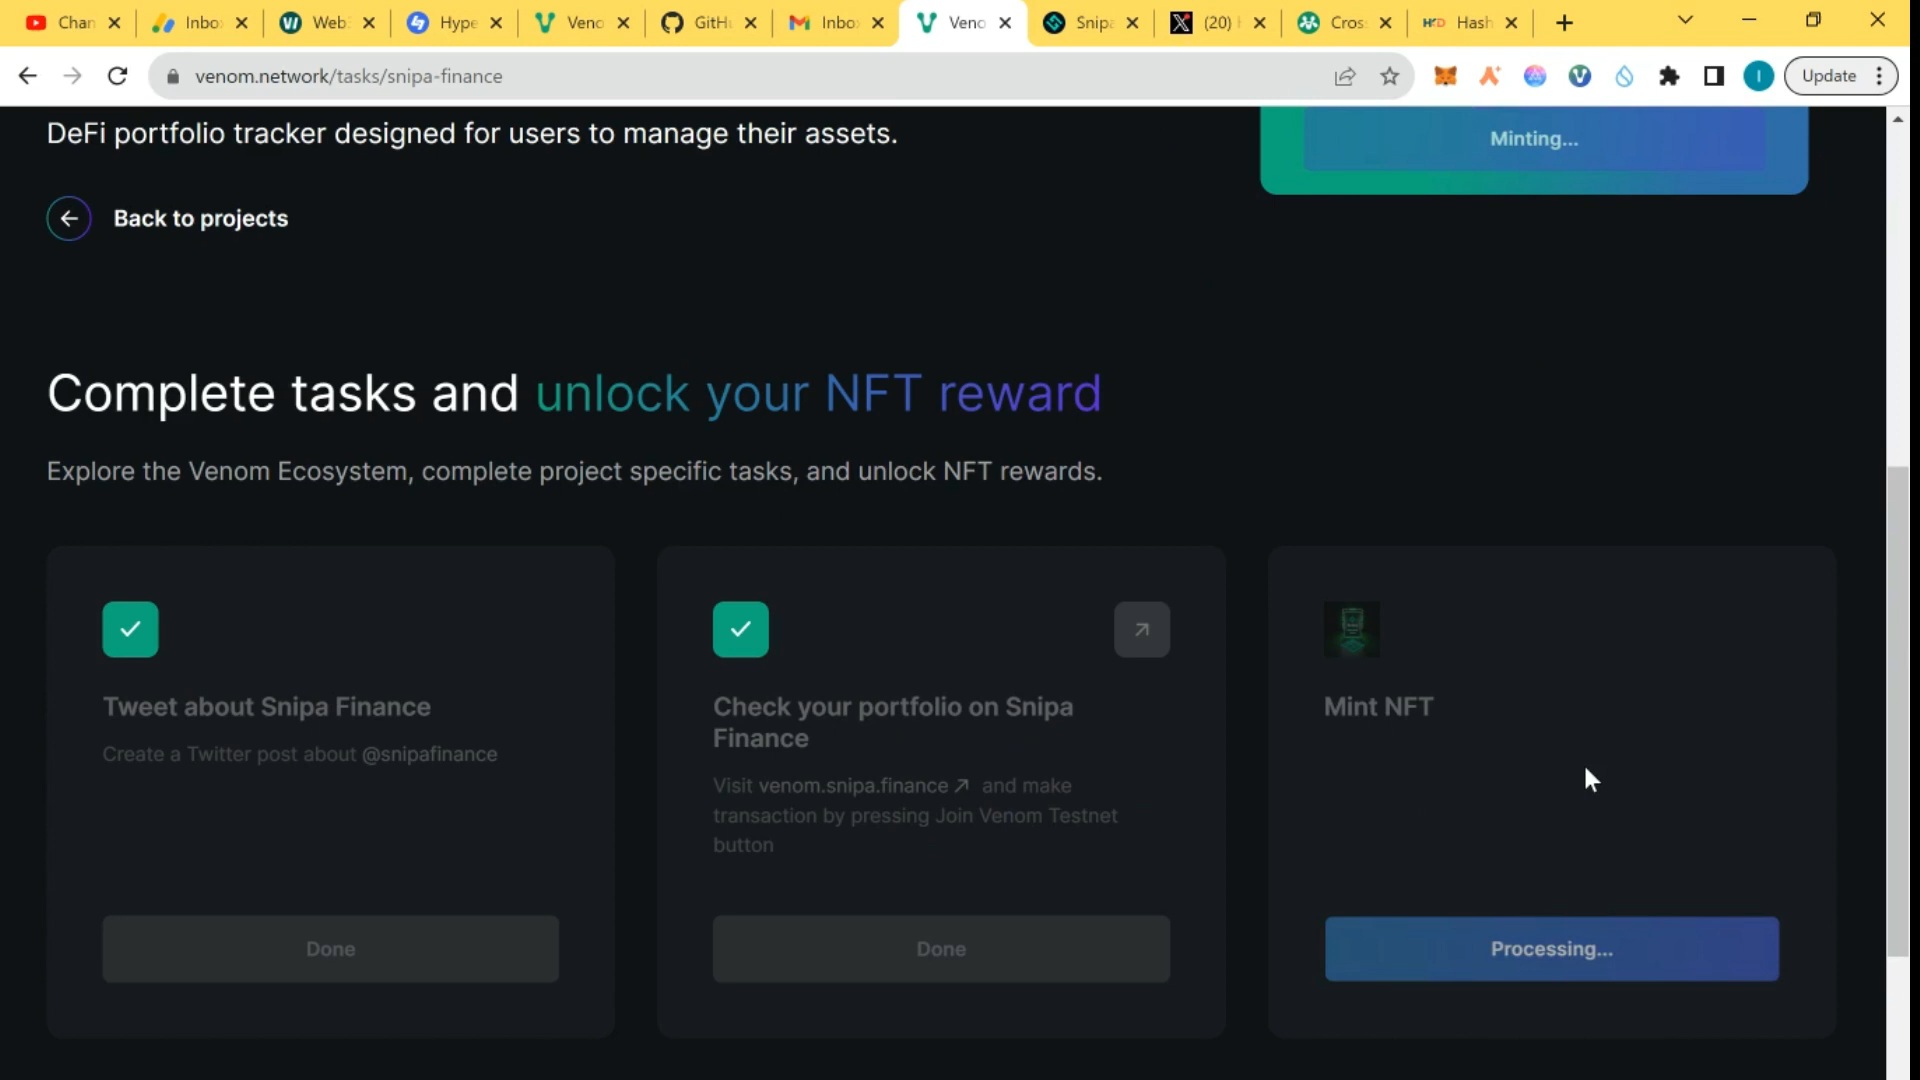 Chan
Inbo
Web3
Hype
Veno
GitHu
Inbo
Veno
Snipa
(20)
Cros
HKD Hash
venom.network/tasks/snipa-finance
Update
DeFi portfolio tracker designed for users to manage their assets.
Minting...
Back to projects
Complete tasks and unlock your NFT reward
Explore the Venom Ecosystem, complete project specific tasks, and unlock NFT rewards.
Tweet about Snipa Finance
Create a Twitter post about @snipafinance
Done
Check your portfolio on Snipa
Finance
Visit venom.snipa.finance ↗ and make
transaction by pressing Join Venom Testnet
button
Done
Mint NFT
Processing...